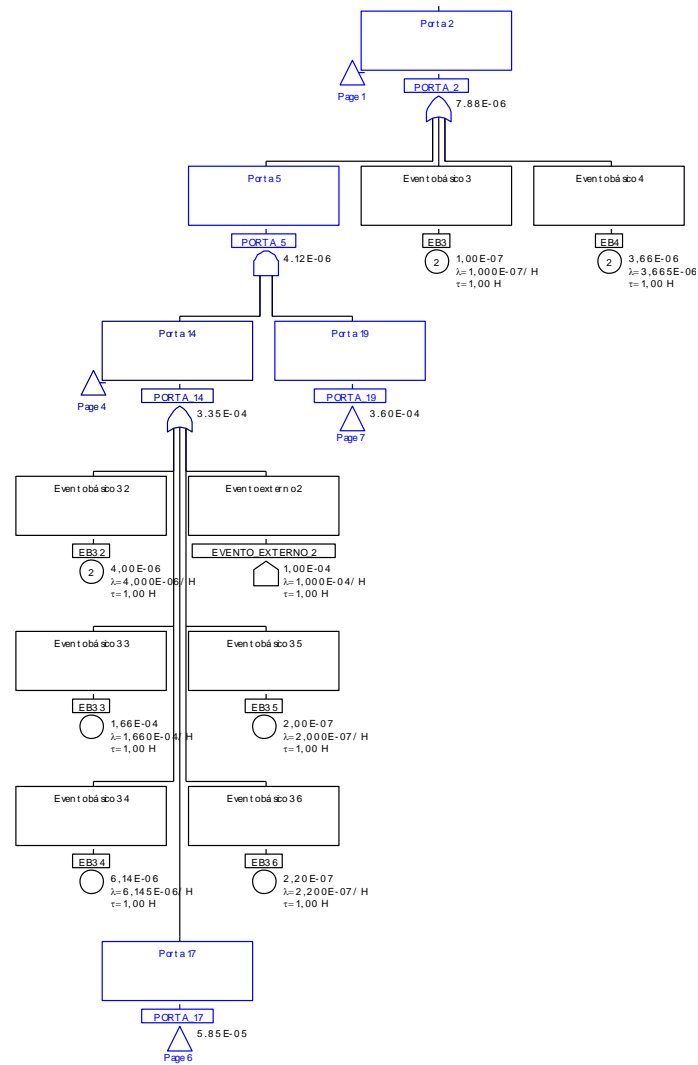 Porta 2
PORTA_2
Page 1
7.88E-06
Porta 5
Evento básico 3
Evento básico 4
PORTA_5
EB3
EB4
4.12E-06
2
1,00E-07
λ=1,000E-07/ H
τ=1,00 H
2
3,66E-06
λ=3,665E-06
τ=1,00 H
Porta 14
Porta 19
PORTA_14
PORTA_19
Page 4
3.35E-04
3.60E-04
Page 7
Evento básico 32
Evento externo 2
EB32
EVENTO_EXTERNO_2
2
4,00E-06
λ=4,000E-06/ H
τ=1,00 H
1,00E-04
λ=1,000E-04/ H
τ=1,00 H
Evento básico 33
Evento básico 35
EB33
EB35
1,66E-04
λ=1,660E-04/ H
τ=1,00 H
2,00E-07
λ=2,000E-07/ H
τ=1,00 H
Evento básico 34
Evento básico 36
EB34
EB36
6,14E-06
λ=6,145E-06/ H
τ=1,00 H
2,20E-07
λ=2,200E-07/ H
τ=1,00 H
Porta 17
PORTA_17
5.85E-05
Page 6